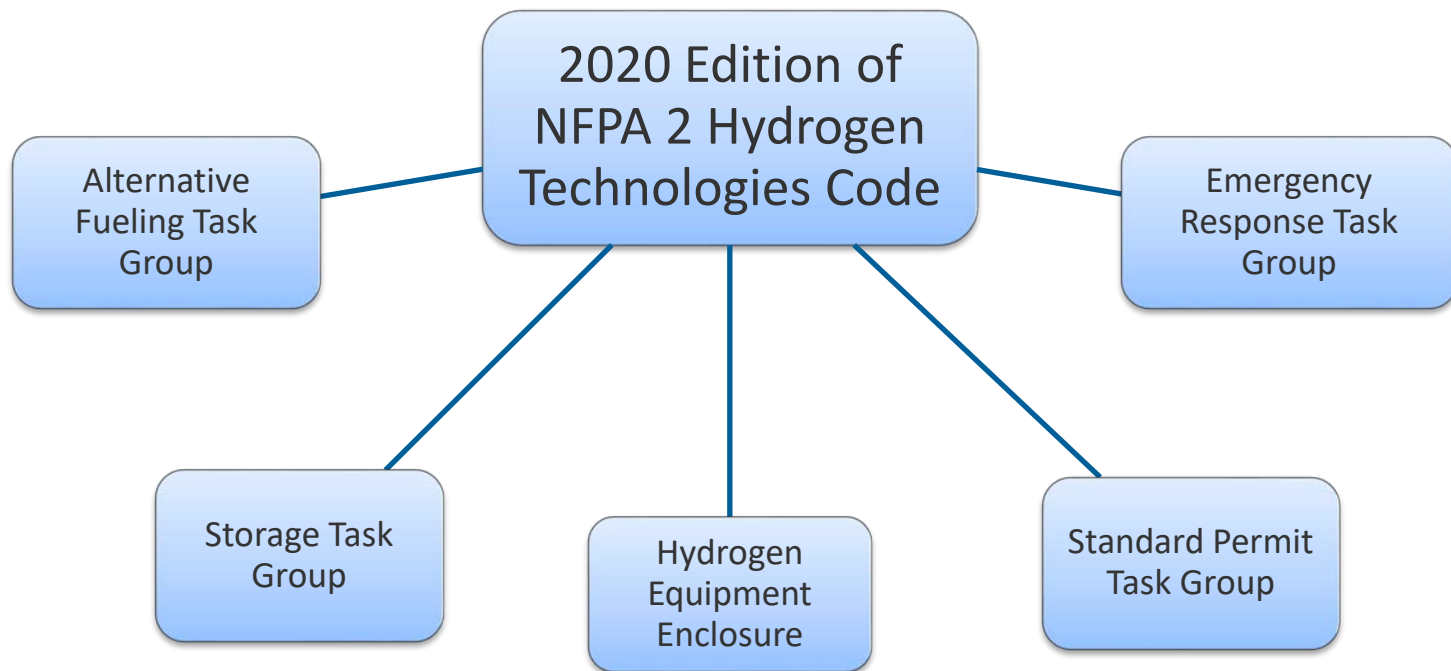 2020 Edition of
NFPA 2 Hydrogen
Technologies Code
Alternative
Fueling Task
Group
Emergency
Response Task
Group
Storage Task
Group
Hydrogen
Equipment
Enclosure
Standard Permit
Task Group